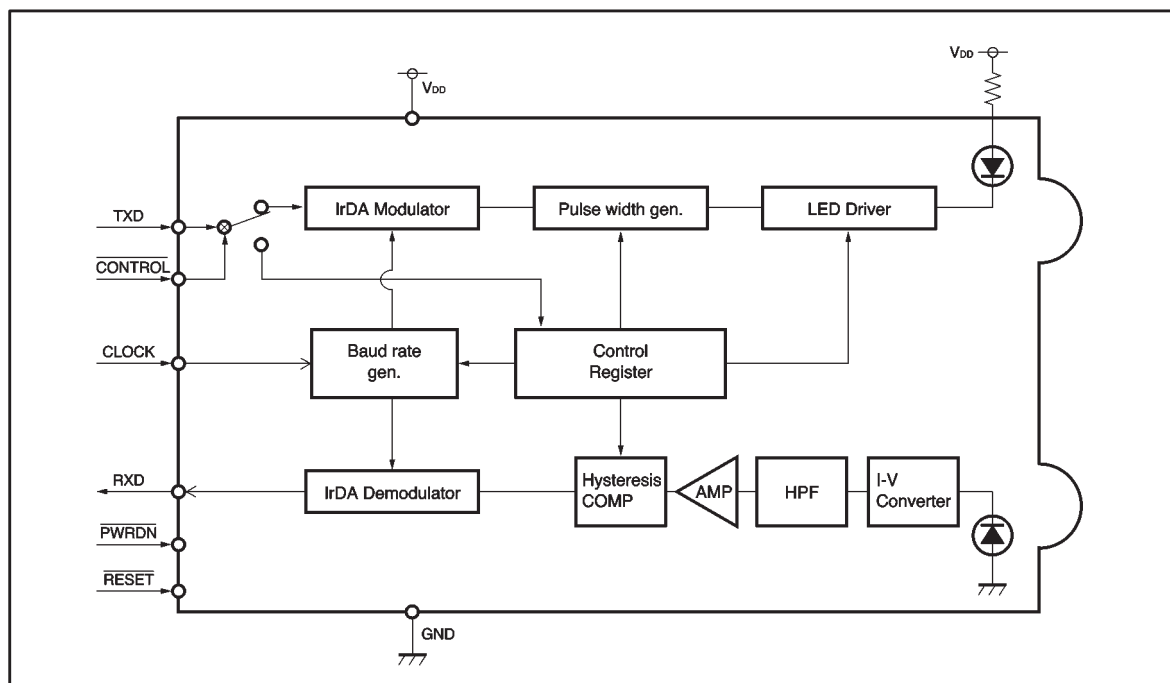 VDD
VDD
TXD
IrDA Modulator
Pulse width gen.
LED Driver
CONTROL
CLOCK
Baud rate
gen.
Control
Register
RXD
IrDA Demodulator
Hysteresis
COMP
AMP
HPF
I-V
Converter
PWRDN
RESET
GND